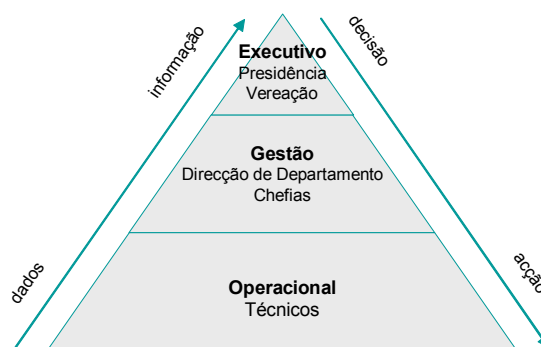 Executivo
Presidência
Vereação
Gestão
Direcção de Departamento
Chefias
Operacional
Técnicos
dados
informação
decisão
acção